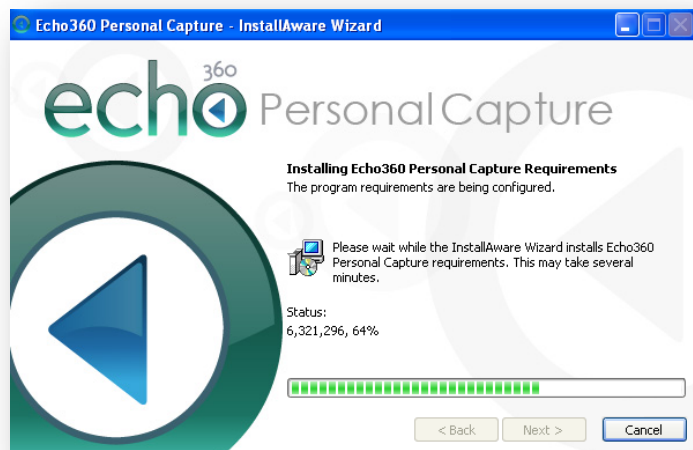 Echo360 Personal Capture - InstallAware Wizard
360
echo Personal Capture
Installing Echo360 Personal Capture Requirements
The program requirements are being configured.
Please wait while the InstallAware Wizard installs Echo360
Personal Capture requirements. This may take several
minutes.
Status:
6,321,296, 64%
< Back Next > Cancel